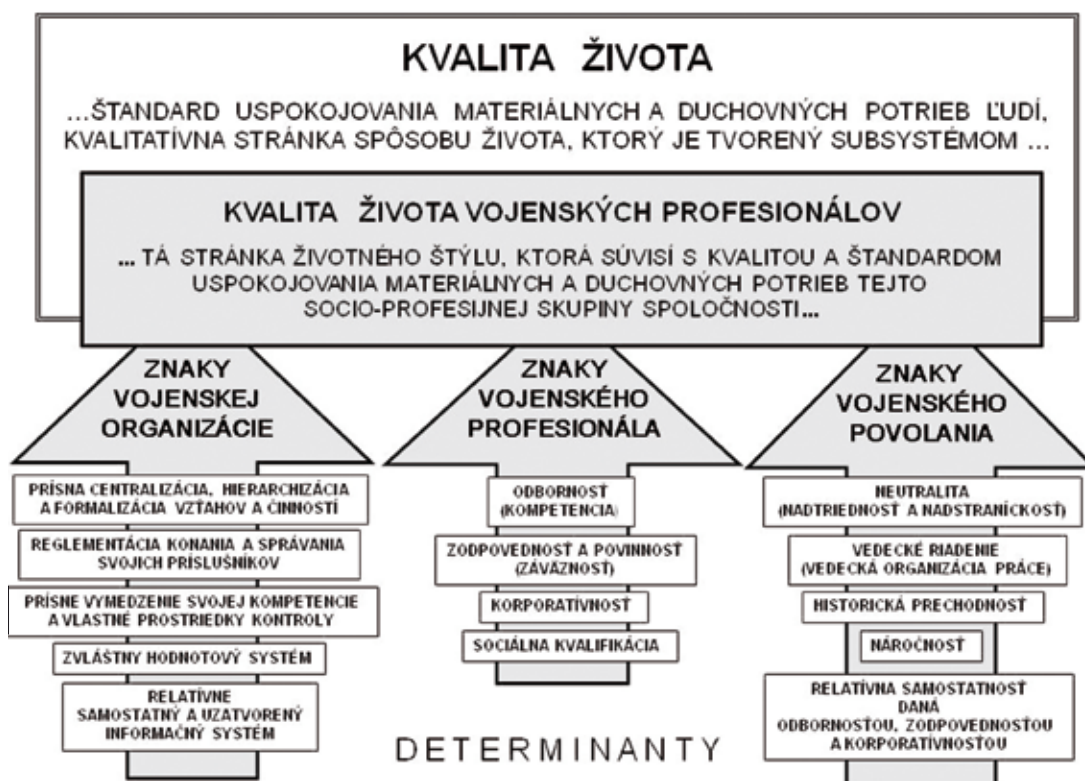 KVALITA ŽIVOTA
...ŠTANDARD USPOKOJOVANIA MATERIÁLNYCH A DUCHOVNÝCH POTRIEB ĽUDÍ,
KVALITATÍVNA STRÁNKA SPÔSOBU ŽIVOTA, KTORÝ JE TVORENÝ SUBSYSTÉMOM ...
KVALITA ŽIVOTA VOJENSKÝCH PROFESIONÁLOV
... TÁ STRÁNKA ŽIVOTNÉHO ŠTÝLU, KTORÁ SÚVISÍ S KVALITOU A ŠTANDARDOM
USPOKOJOVANIA MATERIÁLNYCH A DUCHOVNÝCH POTRIEB TEJTO
SOCIO-PROFESIJNEJ SKUPINY SPOLOČNOSTI...
ZNAKY
VOJENSKEJ
ORGANIZÁCIE
PRÍSNA CENTRALIZÁCIA, HIERARCHIZÁCIA
A FORMALIZÁCIA VZŤAHOV A ČINNOSTÍ
REGLEMENTÁCIA KONANIA A SPRÁVANIA
SVOJICH PRÍSLUŠNÍKOV
PRÍSNE VYMEDZENIE SVOJEJ KOMPETENCIE
A VLASTNÉ PROSTRIEDKY KONTROLY
ZVLÁŠTNY HODNOTOVÝ SYSTÉM
RELATÍVNE
SAMOSTATNÝ A UZATVORENÝ
INFORMAČNÝ SYSTÉM
ZNAKY
VOJENSKÉHO
PROFESIONÁLA
ODBORNOSŤ
(KOMPETENCIA)
ZODPOVEDNOSŤ A POVINNOSŤ
(ZÁVÄZNOSŤ)
KORPORATÍVNOSŤ
SOCIÁLNA KVALIFIKÁCIA
ZNAKY
VOJENSKÉHO
POVOLANIA
NEUTRALITA
(NADTRIEDNOSŤ A NADSTRANÍCKOSŤ)
VEDECKÉ RIADENIE
(VEDECKÁ ORGANIZÁCIA PRÁCE)
HISTORICKÁ PRECHODNOSŤ
NÁROČNOSŤ
RELATÍVNA SAMOSTATNOSŤ
DANÁ
ODBORNOSŤOU, ZODPOVEDNOSŤOU
A KORPORATÍVNOSŤOU
DETERMINANTY